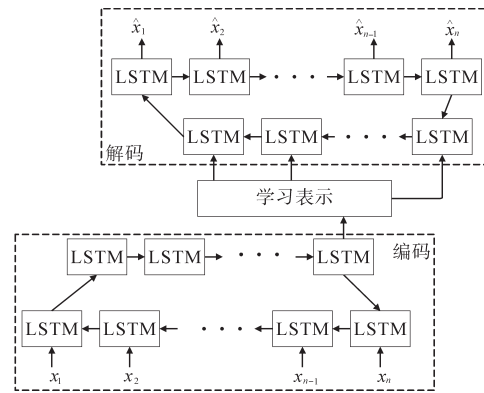 x̂₁ x̂₂ x̂ₙ₋₁ x̂ₙ
LSTM LSTM · · · LSTM LSTM
LSTM LSTM · · · LSTM
解码
学习表示
编码
LSTM LSTM · · · LSTM
LSTM LSTM · · · LSTM LSTM
x₁ x₂ xₙ₋₁ xₙ